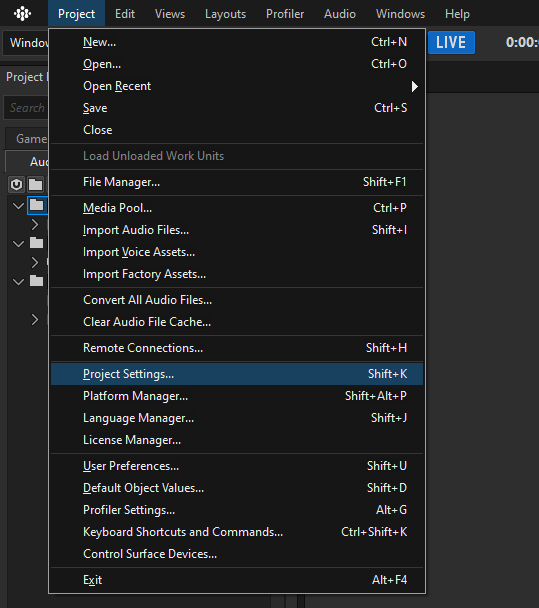 Project Edit Views Layouts Profiler Audio Windows Help
Window
LIVE
0:00:0
New... Ctrl+N
Open... Ctrl+O
Open Recent
Save Ctrl+S
Close
Load Unloaded Work Units
File Manager... Shift+F1
Media Pool... Ctrl+P
Import Audio Files... Shift+I
Import Voice Assets...
Import Factory Assets...
Convert All Audio Files...
Clear Audio File Cache...
Remote Connections... Shift+H
Project Settings... Shift+K
Platform Manager... Shift+Alt+P
Language Manager... Shift+J
License Manager...
User Preferences... Shift+U
Default Object Values... Shift+D
Profiler Settings... Alt+G
Keyboard Shortcuts and Commands... Ctrl+Shift+K
Control Surface Devices...
Exit Alt+F4
Project
Search
Game
Au